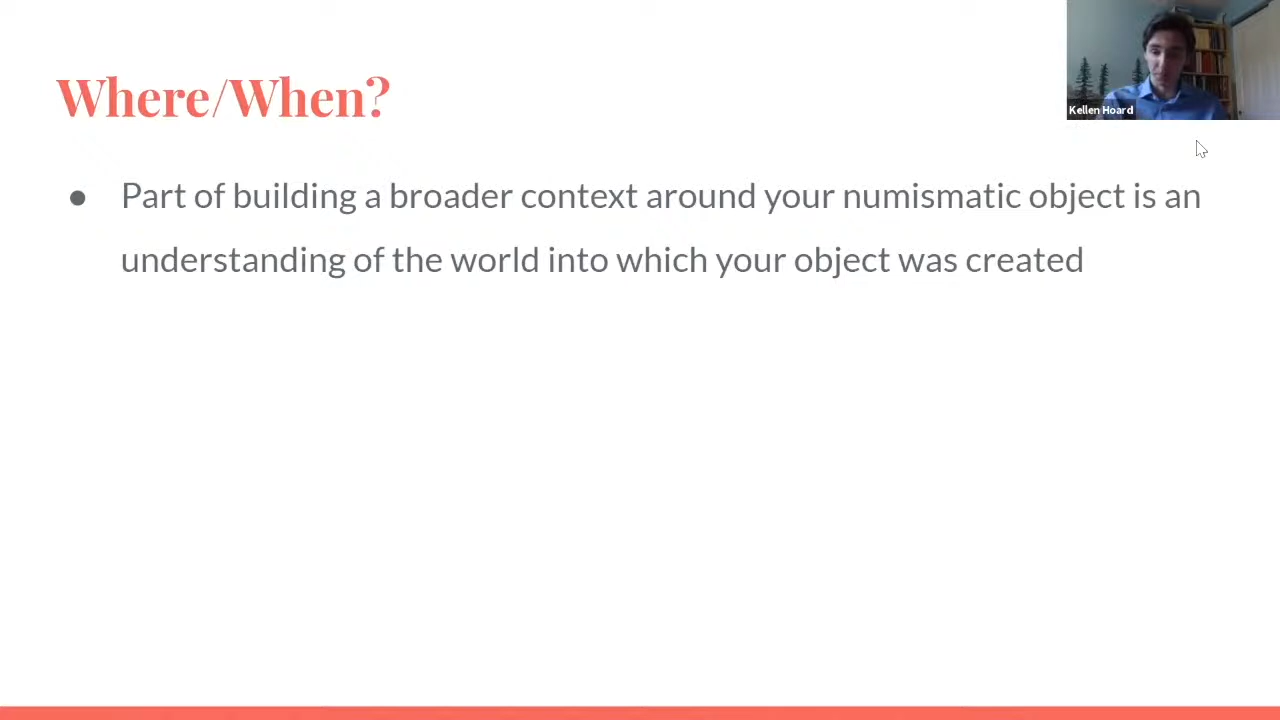 Where/When?
Kellen Hoard
● Part of building a broader context around your numismatic object is an
understanding of the world into which your object was created